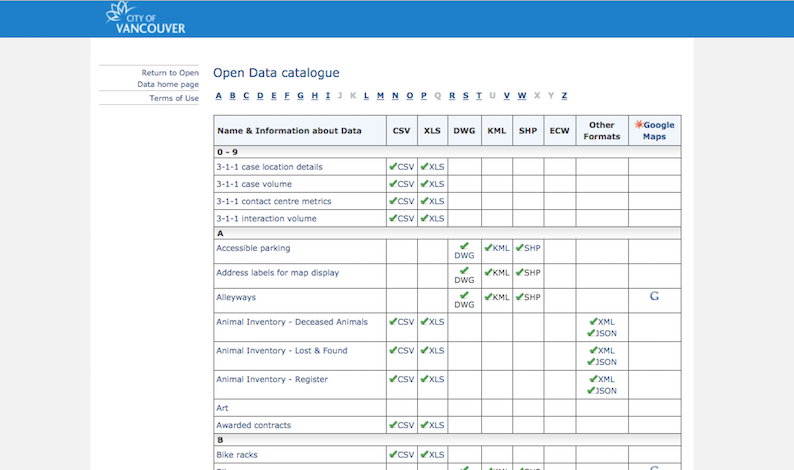 CITY OF
VANCOUVER
Return to Open
Data home page
Terms of Use
Open Data catalogue
A B C D E F G H I J K L M N O P Q R S T U V W X Y Z
Name & Information about Data CSV XLS DWG KML SHP ECW Other Formats Google Maps
0 - 9
3-1-1 case location details CSV XLS
3-1-1 case volume CSV XLS
3-1-1 contact centre metrics CSV XLS
3-1-1 interaction volume CSV XLS
A
Accessible parking DWG KML SHP
Address labels for map display DWG KML SHP
Alleyways DWG KML SHP G
Animal Inventory - Deceased Animals CSV XLS XML
JSON
Animal Inventory - Lost & Found CSV XLS XML
JSON
Animal Inventory - Register CSV XLS XML
JSON
Art
Awarded contracts CSV XLS
B
Bike racks CSV XLS